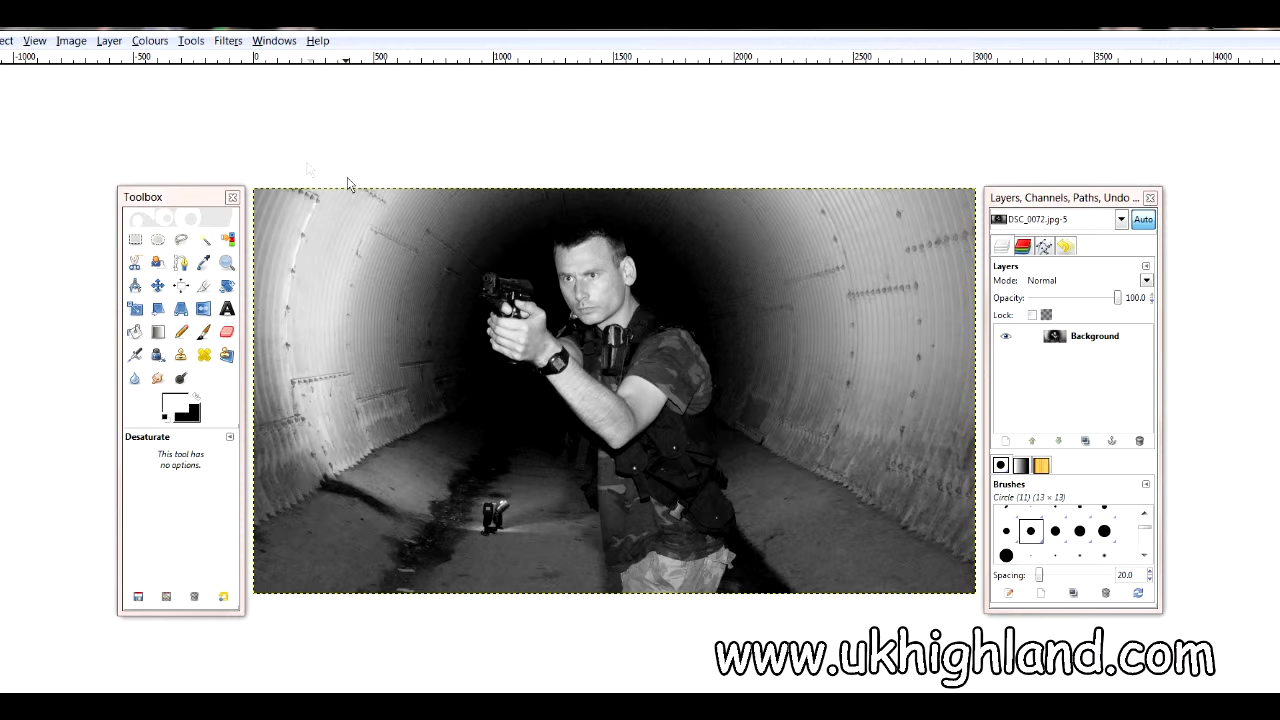 ect View Image Layer Colours Tools Filters Windows Help
-1000 -500 0 500 1000 1500 2000 2500 3000 3500 4000
Toolbox
Desaturate
This tool has
no options.
Layers, Channels, Paths, Undo ...
DSC_0072.jpg-5 Auto
Layers
Mode: Normal
Opacity: 100.0
Lock:
Background
Brushes
Circle (11) (13 × 13)
Spacing: 20.0
www.ukhighland.com